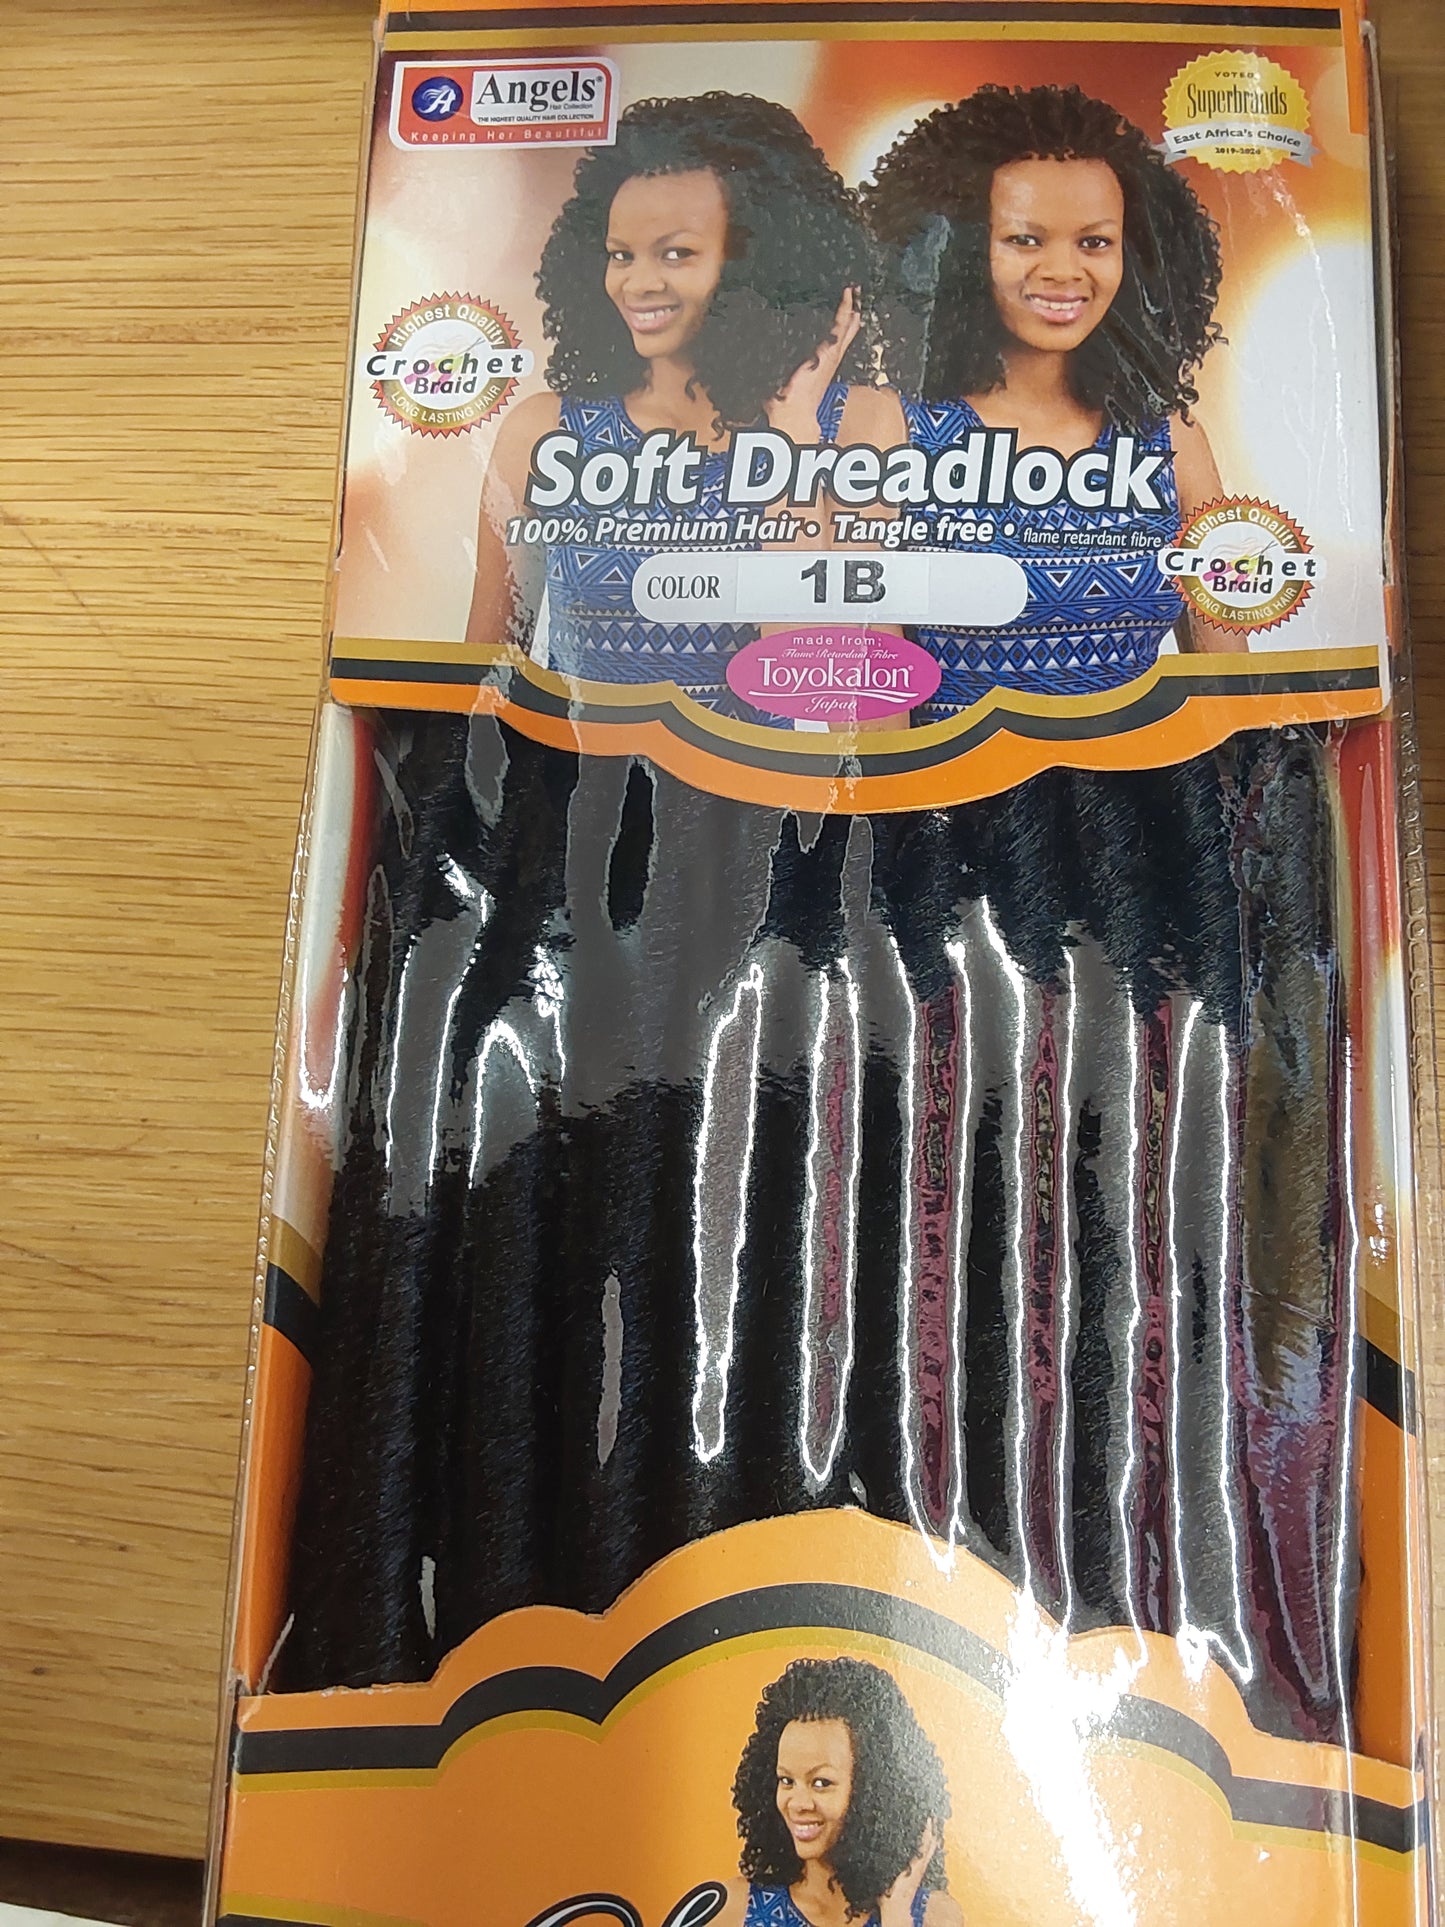 A
Angels®
Hair Collection
THE HIGHEST QUALITY HAIR COLLECTION
Keeping Her Beautiful
VOTED
Superbrands
East Africa's Choice
2019-2020
Highest Quality
Crochet
Braid
LONG LASTING HAIR
Soft Dreadlock
100% Premium Hair • Tangle free • flame retardant fibre
Highest Quality
Crochet
Braid
LONG LASTING HAIR
COLOR 1B
made from;
Flame Retardant Fibre
Toyokalon®
Japan